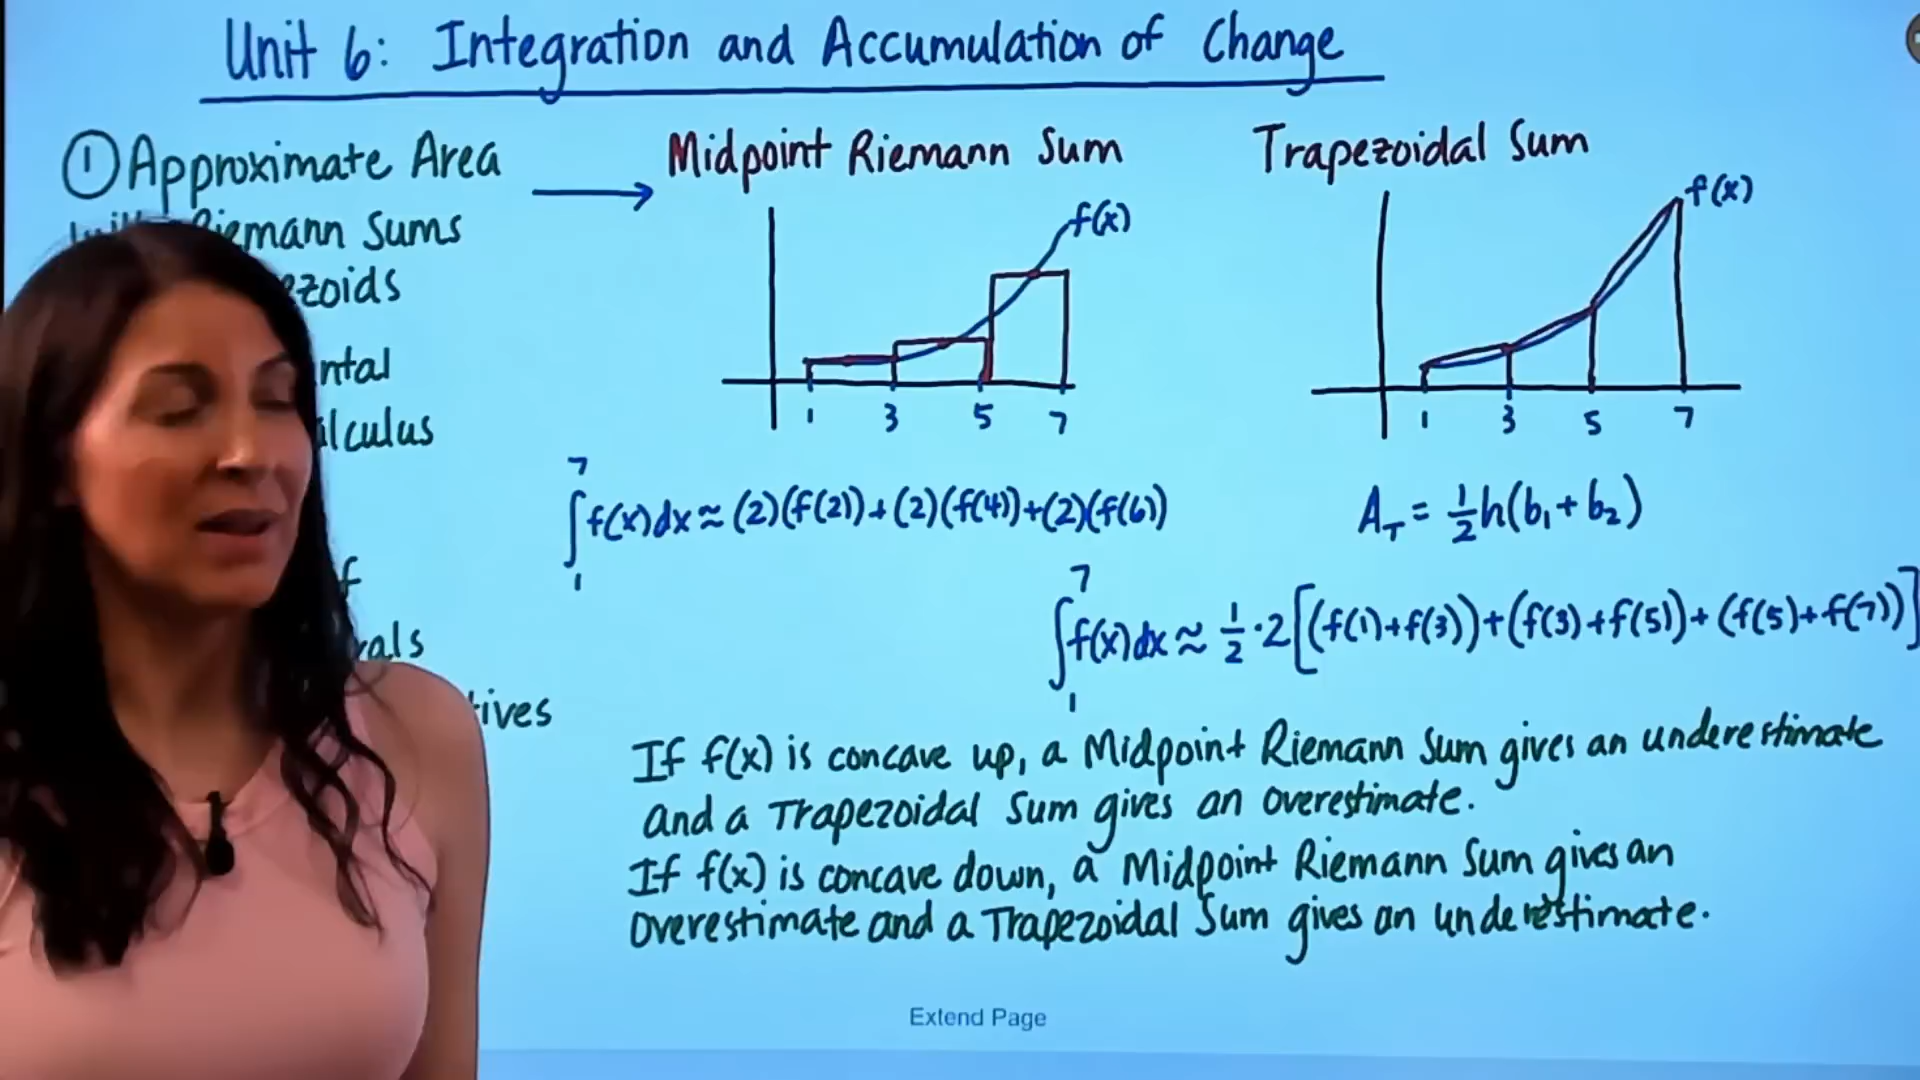 Unit 6: Integration and Accumulation of Change
① Approximate Area
Riemann Sums
Midpoint Riemann Sum
f(x)
1 3 5 7
∫₁⁷ f(x)dx ≈ (2)(f(2)) + (2)(f(4)) + (2)(f(6))
Trapezoidal Sum
f(x)
1 3 5 7
A_T = ½h(b₁ + b₂)
∫₁⁷ f(x)dx ≈ ½·2[(f(1)+f(3)) + (f(3)+f(5)) + (f(5)+f(7))]
If f(x) is concave up, a Midpoint Riemann Sum gives an underestimate
and a Trapezoidal Sum gives an overestimate.
If f(x) is concave down, a Midpoint Riemann Sum gives an
overestimate and a Trapezoidal Sum gives an underestimate.
Extend Page